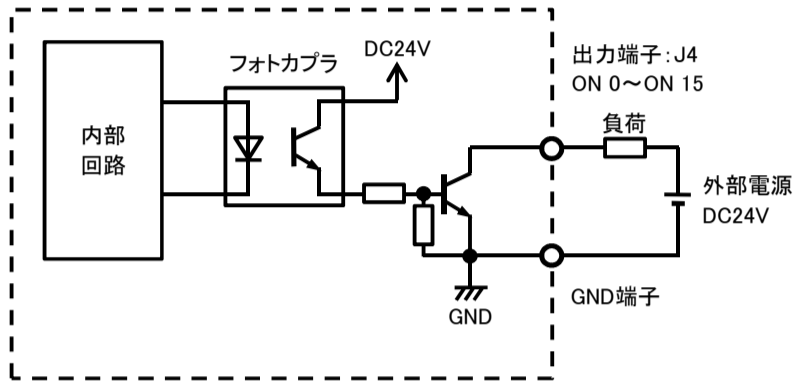 内部
回路
フォトカプラ
DC24V
出力端子:J4
ON 0～ON 15
負荷
外部電源
DC24V
GND端子
GND